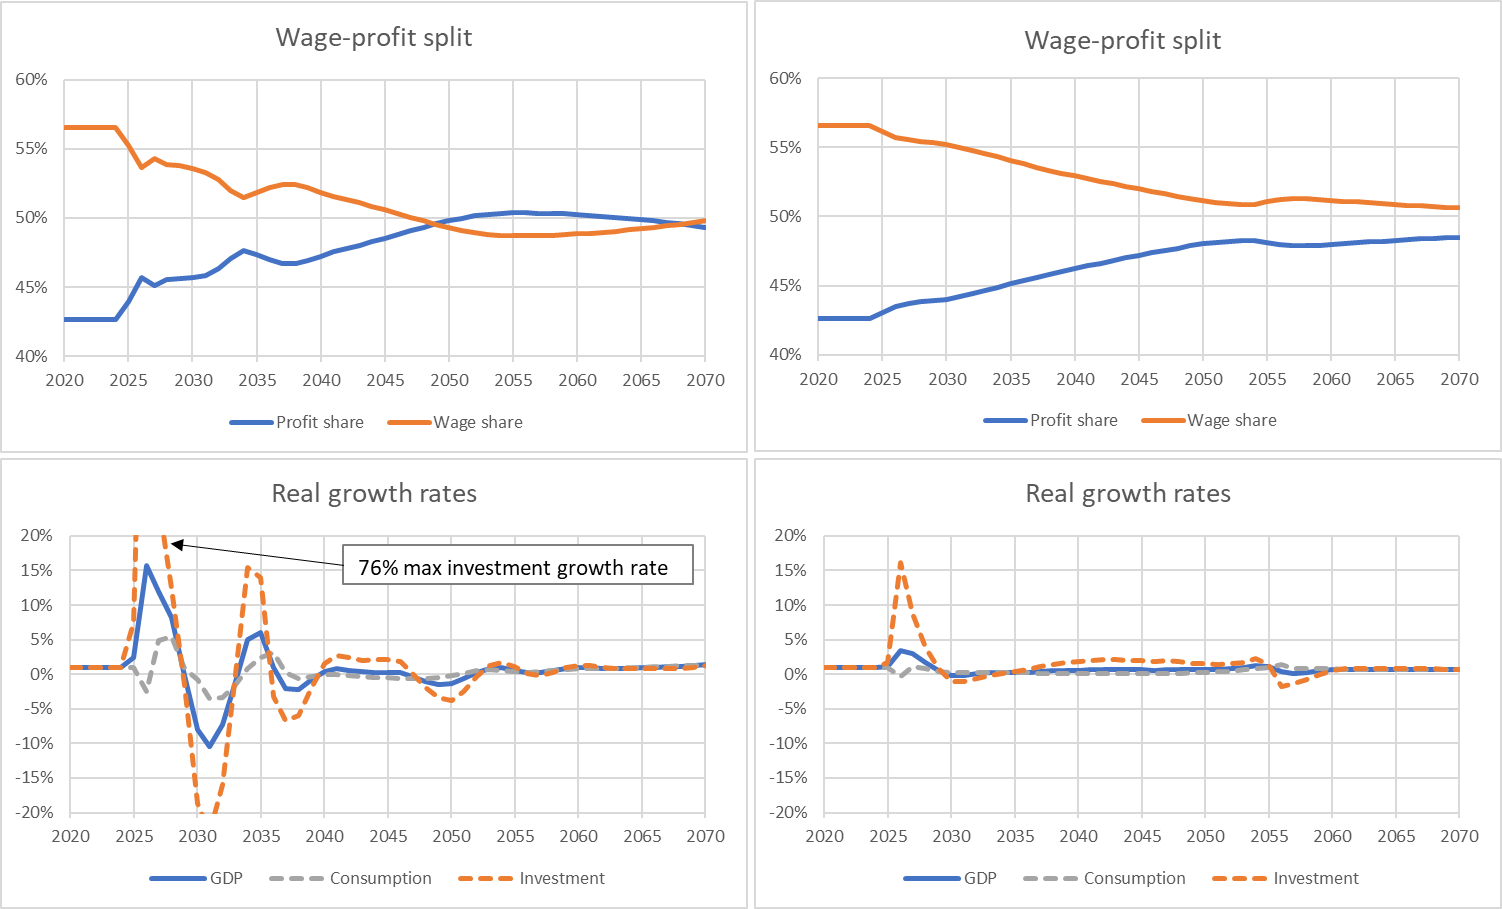 Wage-profit split
60%
55%
50%
45%
40%
2020 2025 2030 2035 2040 2045 2050 2055 2060 2065 2070
Profit share Wage share
Wage-profit split
60%
55%
50%
45%
40%
2020 2025 2030 2035 2040 2045 2050 2055 2060 2065 2070
Profit share Wage share
Real growth rates
20%
15%
10%
5%
0%
-5%
-10%
-15%
-20%
76% max investment growth rate
2020 2025 2030 2035 2040 2045 2050 2055 2060 2065 2070
GDP Consumption Investment
Real growth rates
20%
15%
10%
5%
0%
-5%
-10%
-15%
-20%
2020 2025 2030 2035 2040 2045 2050 2055 2060 2065 2070
GDP Consumption Investment